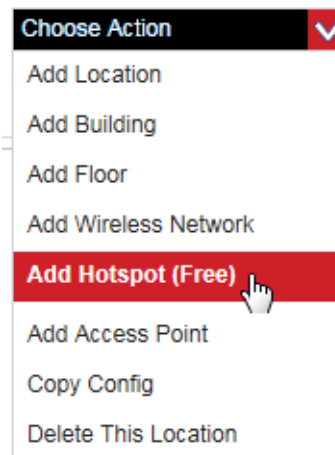 Choose Action
Add Location
Add Building
Add Floor
Add Wireless Network
Add Hotspot (Free)
Add Access Point
Copy Config
Delete This Location